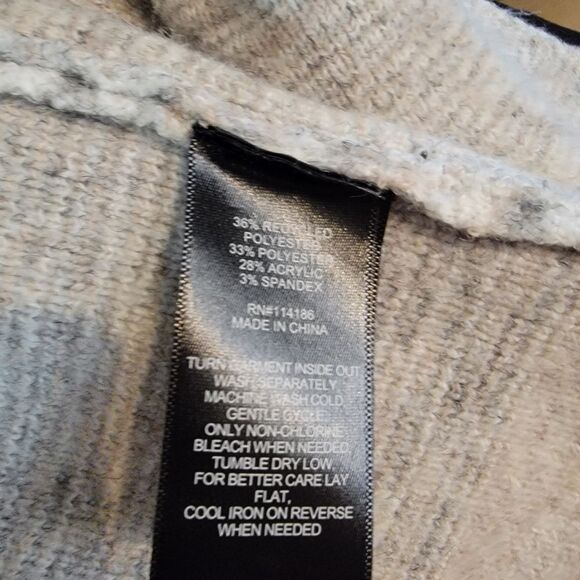 36% RECYCLED
POLYESTER
33% POLYESTER
28% ACRYLIC
3% SPANDEX
RN#114186
MADE IN CHINA
TURN GARMENT INSIDE OUT
WASH SEPARATELY
MACHINE WASH COLD
GENTLE CYCLE
ONLY NON-CHLORINE
BLEACH WHEN NEEDED,
TUMBLE DRY LOW,
FOR BETTER CARE LAY
FLAT,
COOL IRON ON REVERSE
WHEN NEEDED